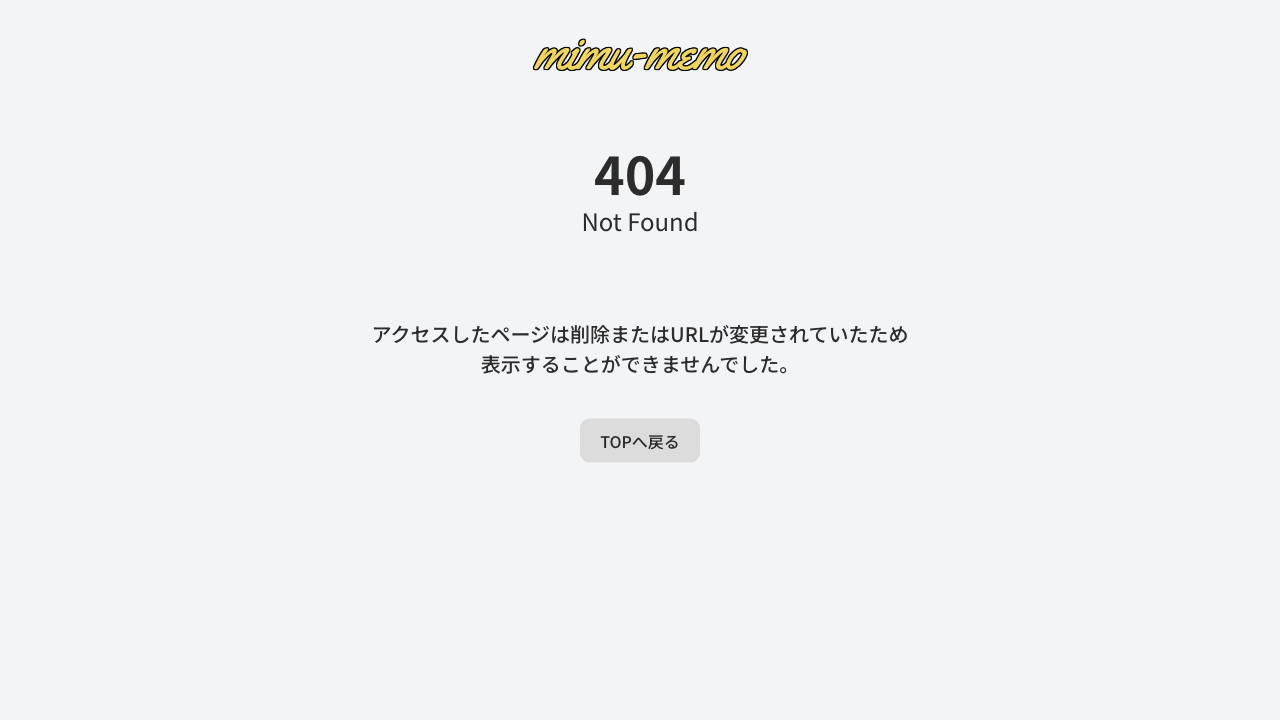 mimu-memo
404
Not Found
アクセスしたページは削除またはURLが変更されていたため
表示することができませんでした。
TOPへ戻る